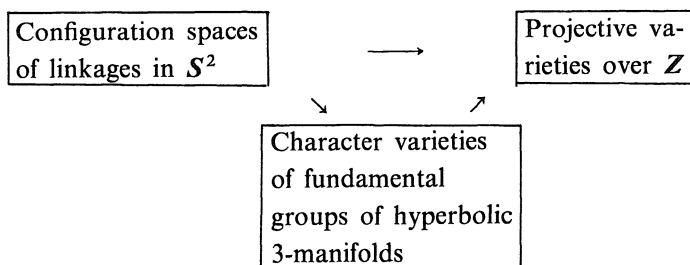 Configuration spaces
of linkages in S²
Projective va-
rieties over Z
Character varieties
of fundamental
groups of hyperbolic
3-manifolds